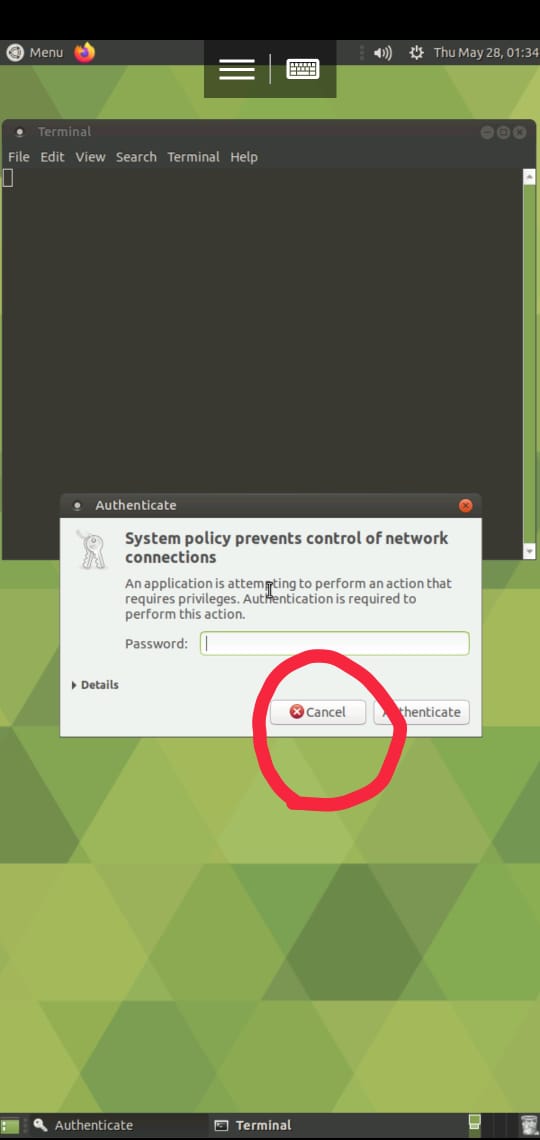 Menu
Thu May 28, 01:34
Terminal
File Edit View Search Terminal Help
Authenticate
System policy prevents control of network
connections
An application is attempting to perform an action that
requires privileges. Authentication is required to
perform this action.
Password:
Details
Cancel
Authenticate
Authenticate
Terminal